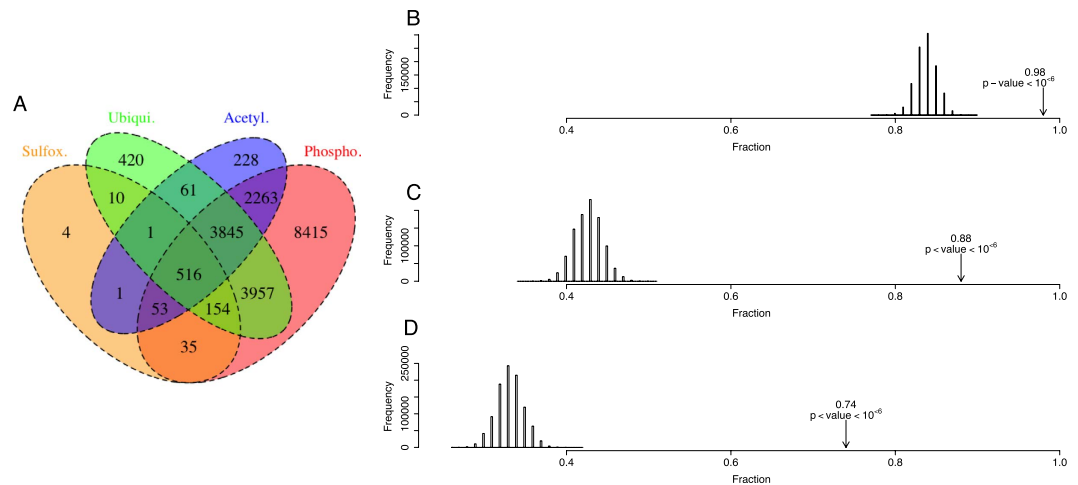 A
Ubiqui.
Acetyl.
Sulfox.
Phospho.
420
228
10
61
2263
4
1
3845
8415
516
1
53
154
3957
35
B
Frequency
0
150000
0.98
p − value < 10^<6
0.4
0.6
0.8
1.0
Fraction
C
Frequency
0
100000
0.88
p < value < 10^<6
0.4
0.6
0.8
1.0
Fraction
D
Frequency
0
100000
250000
0.74
p < value < 10^<6
0.4
0.6
0.8
1.0
Fraction